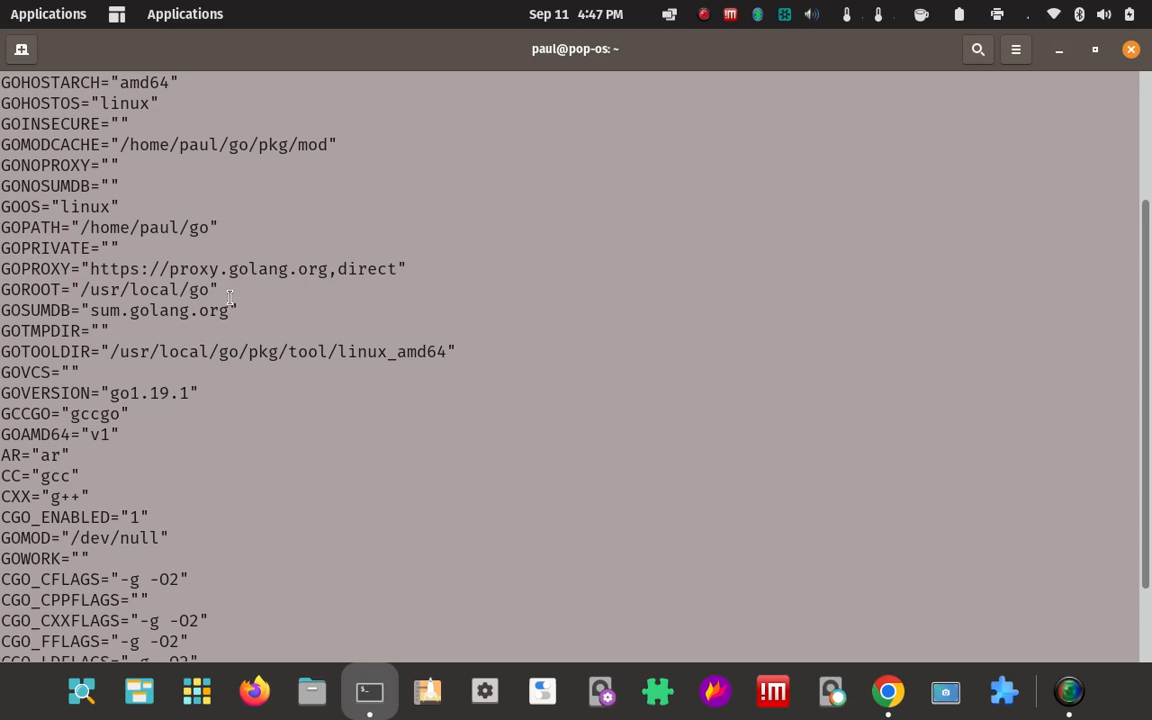 Applications Applications Sep 11 4:47 PM
paul@pop-os: ~
GOHOSTARCH="amd64"
GOHOSTOS="linux"
GOINSECURE=""
GOMODCACHE="/home/paul/go/pkg/mod"
GONOPROXY=""
GONOSUMDB=""
GOOS="linux"
GOPATH="/home/paul/go"
GOPRIVATE=""
GOPROXY="https://proxy.golang.org,direct"
GOROOT="/usr/local/go"
GOSUMDB="sum.golang.org"
GOTMPDIR=""
GOTOOLDIR="/usr/local/go/pkg/tool/linux_amd64"
GOVCS=""
GOVERSION="go1.19.1"
GCCGO="gccgo"
GOAMD64="v1"
AR="ar"
CC="gcc"
CXX="g++"
CGO_ENABLED="1"
GOMOD="/dev/null"
GOWORK=""
CGO_CFLAGS="-g -O2"
CGO_CPPFLAGS=""
CGO_CXXFLAGS="-g -O2"
CGO_FFLAGS="-g -O2"
CGO_LDFLAGS="-g -O2"
!M